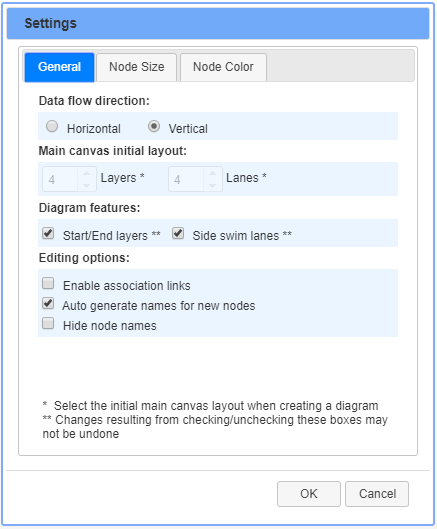 Settings
General Node Size Node Color
Data flow direction:
Horizontal Vertical
Main canvas initial layout:
4 Layers * 4 Lanes *
Diagram features:
Start/End layers ** Side swim lanes **
Editing options:
Enable association links
Auto generate names for new nodes
Hide node names
* Select the initial main canvas layout when creating a diagram
** Changes resulting from checking/unchecking these boxes may
not be undone
OK Cancel